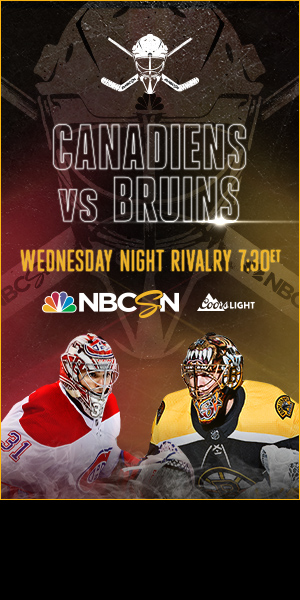 CANADIENS
VS BRUINS
WEDNESDAY NIGHT RIVALRY 7:30ET
NBCSN Coors LIGHT
31